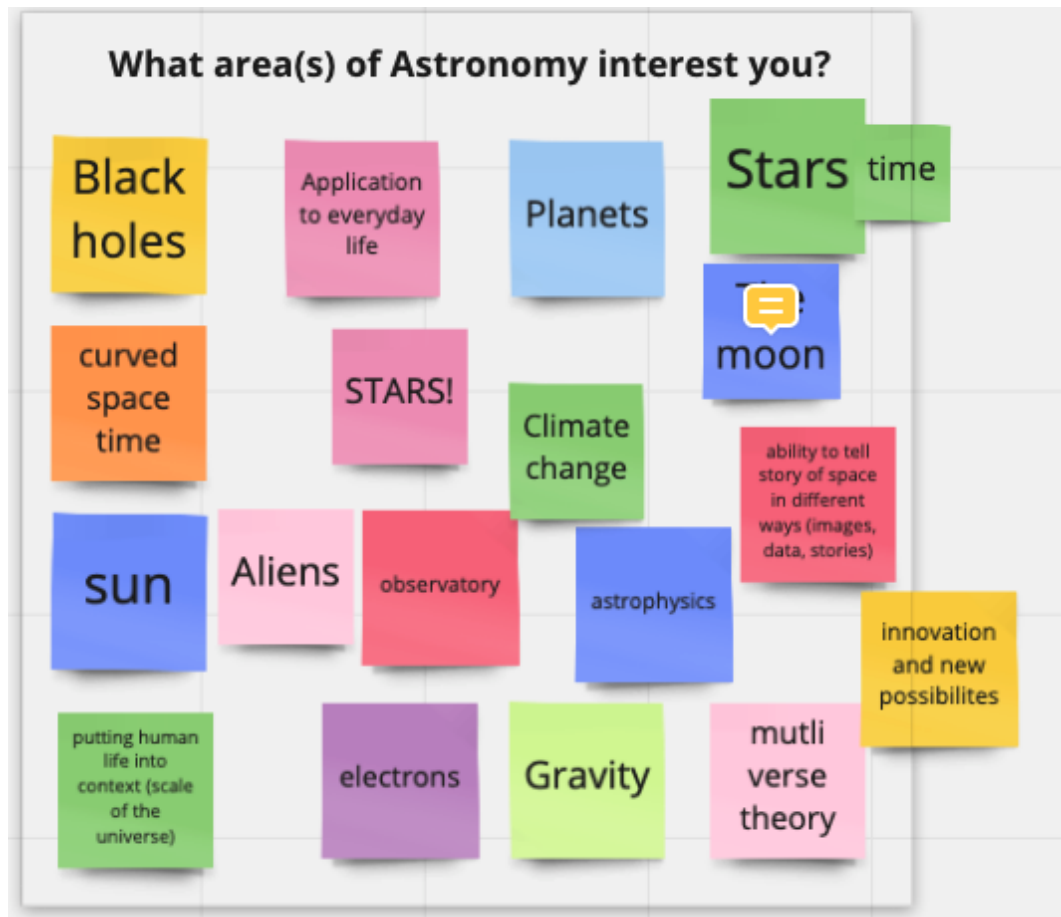 What area(s) of Astronomy interest you?
Black
holes
Application
to everyday
life
Planets
Stars
time
moon
curved
space
time
STARS!
Climate
change
ability to tell
story of space
in different
ways (images,
data, stories)
sun
Aliens
observatory
astrophysics
innovation
and new
possibilites
putting human
life into
context (scale
of the
universe)
electrons
Gravity
mutli
verse
theory